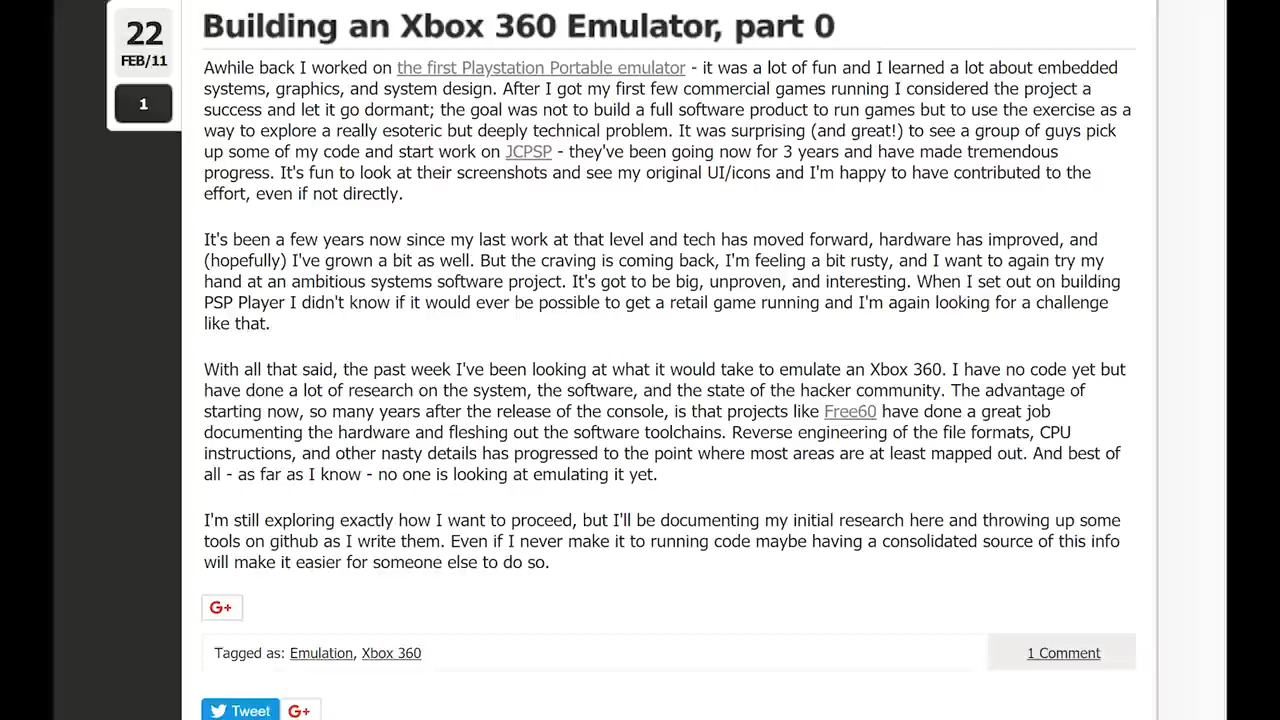 22
FEB/11
1
Building an Xbox 360 Emulator, part 0
Awhile back I worked on the first Playstation Portable emulator - it was a lot of fun and I learned a lot about embedded
systems, graphics, and system design. After I got my first few commercial games running I considered the project a
success and let it go dormant; the goal was not to build a full software product to run games but to use the exercise as a
way to explore a really esoteric but deeply technical problem. It was surprising (and great!) to see a group of guys pick
up some of my code and start work on JCPSP - they've been going now for 3 years and have made tremendous
progress. It's fun to look at their screenshots and see my original UI/icons and I'm happy to have contributed to the
effort, even if not directly.
It's been a few years now since my last work at that level and tech has moved forward, hardware has improved, and
(hopefully) I've grown a bit as well. But the craving is coming back, I'm feeling a bit rusty, and I want to again try my
hand at an ambitious systems software project. It's got to be big, unproven, and interesting. When I set out on building
PSP Player I didn't know if it would ever be possible to get a retail game running and I'm again looking for a challenge
like that.
With all that said, the past week I've been looking at what it would take to emulate an Xbox 360. I have no code yet but
have done a lot of research on the system, the software, and the state of the hacker community. The advantage of
starting now, so many years after the release of the console, is that projects like Free60 have done a great job
documenting the hardware and fleshing out the software toolchains. Reverse engineering of the file formats, CPU
instructions, and other nasty details has progressed to the point where most areas are at least mapped out. And best of
all - as far as I know - no one is looking at emulating it yet.
I'm still exploring exactly how I want to proceed, but I'll be documenting my initial research here and throwing up some
tools on github as I write them. Even if I never make it to running code maybe having a consolidated source of this info
will make it easier for someone else to do so.
G+
Tagged as: Emulation, Xbox 360
1 Comment
Tweet
G+